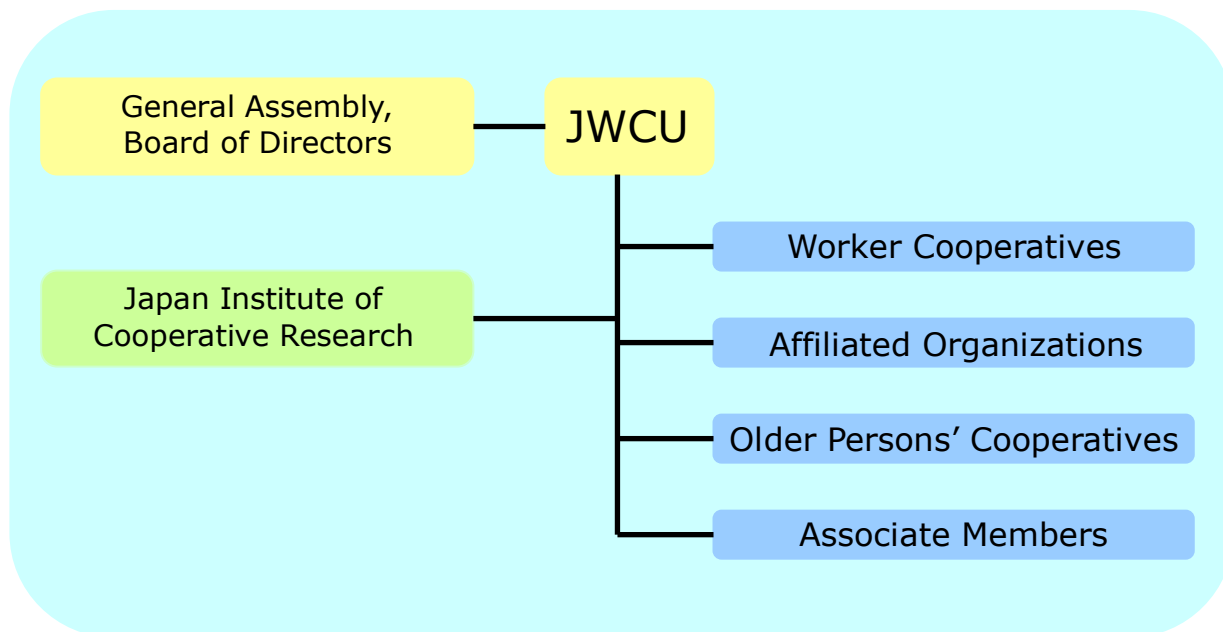 General Assembly,
Board of Directors
JWCU
Worker Cooperatives
Japan Institute of
Cooperative Research
Affiliated Organizations
Older Persons’ Cooperatives
Associate Members